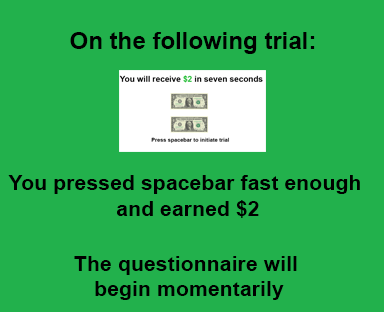 On the following trial:
You will receive $2 in seven seconds
Press spacebar to initiate trial
You pressed spacebar fast enough
and earned $2
The questionnaire will
begin momentarily